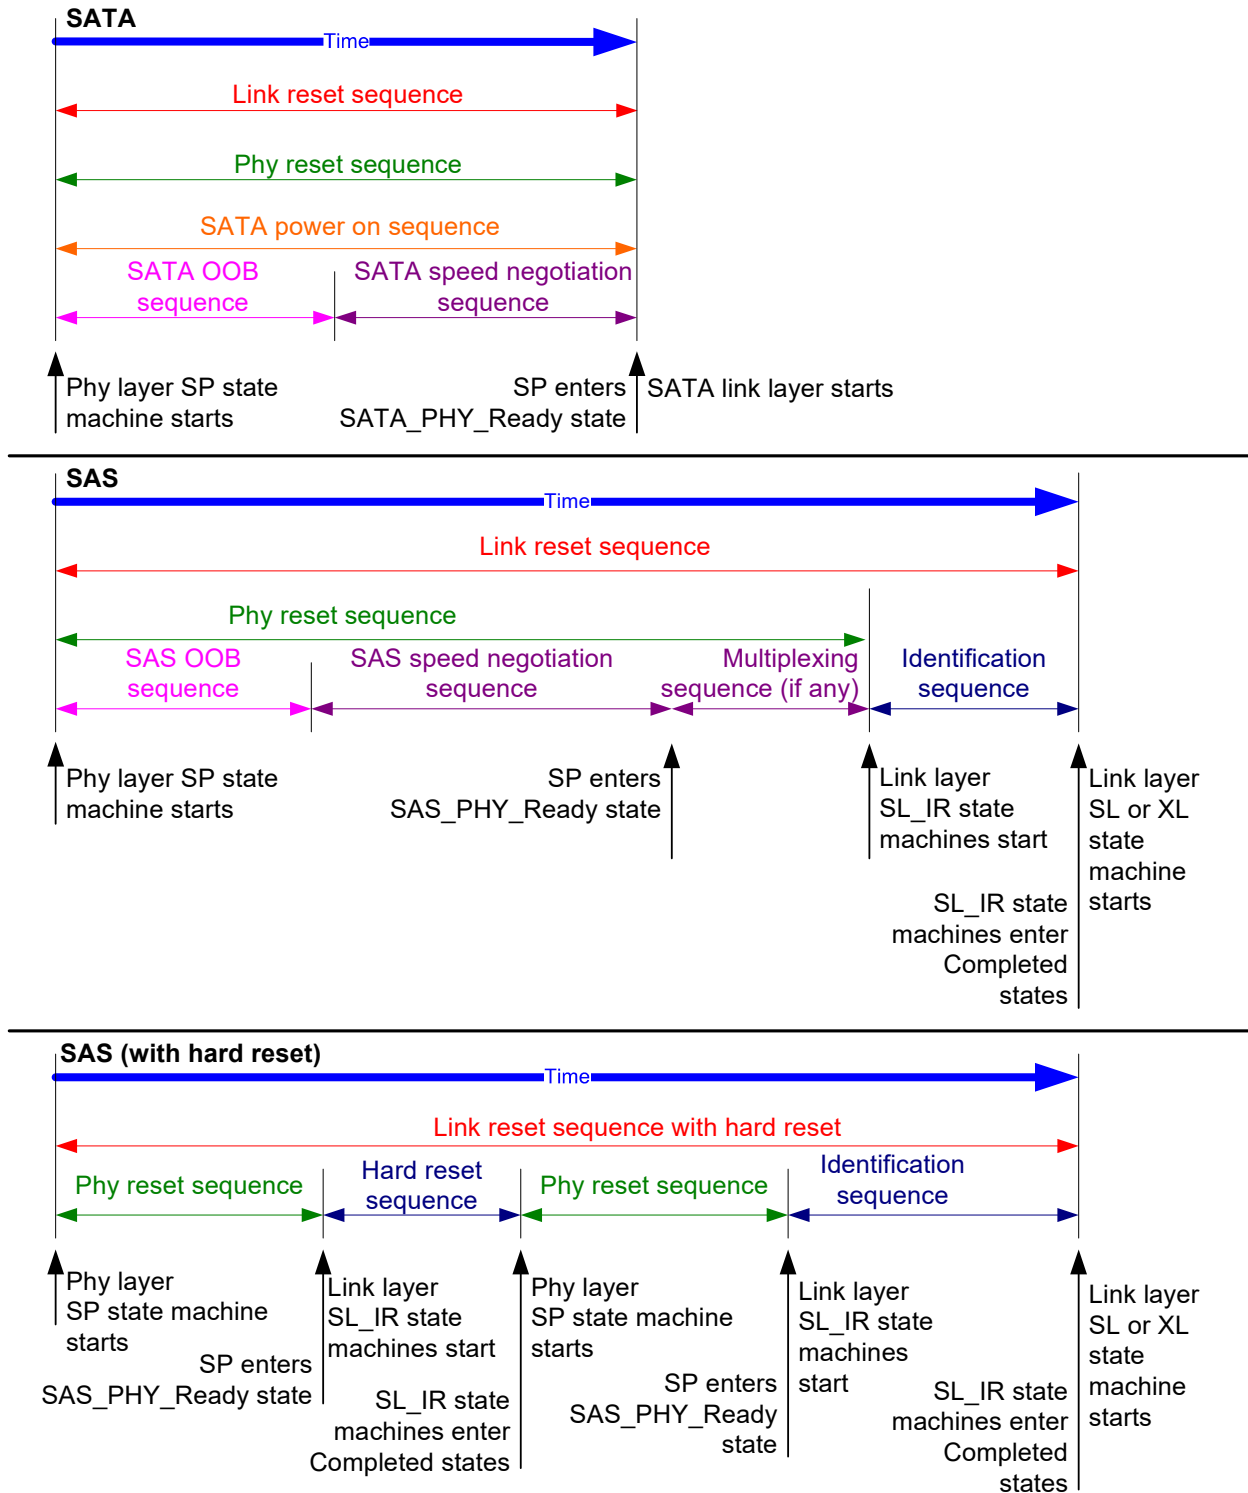 SATA
Time
Link reset sequence
Phy reset sequence
SATA power on sequence
SATA OOB
sequence
SATA speed negotiation
sequence
Phy layer SP state
machine starts
SP enters
SATA_PHY_Ready state
SATA link layer starts
SAS
Time
Link reset sequence
Phy reset sequence
SAS OOB
sequence
SAS speed negotiation
sequence
Multiplexing
sequence (if any)
Identification
sequence
Phy layer SP state
machine starts
SP enters
SAS_PHY_Ready state
Link layer
SL_IR state
machines start
SL_IR state
machines enter
Completed
states
Link layer
SL or XL
state
machine
starts
SAS (with hard reset)
Time
Link reset sequence with hard reset
Phy reset sequence
Hard reset
sequence
Phy reset sequence
Identification
sequence
Phy layer
SP state machine
starts
SP enters
SAS_PHY_Ready state
Link layer
SL_IR state
machines start
SL_IR state
machines enter
Completed states
Phy layer
SP state machine
starts
SP enters
SAS_PHY_Ready
state
Link layer
SL_IR state
machines
start
SL_IR state
machines enter
Completed
states
Link layer
SL or XL
state
machine
starts